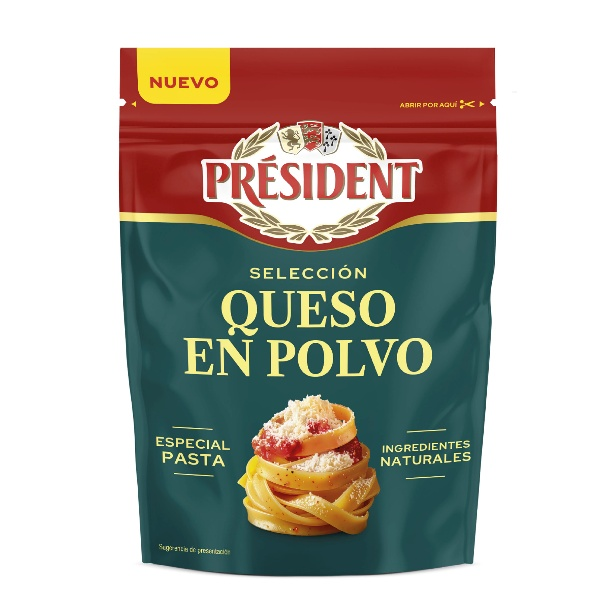 NUEVO
ABRIR POR AQUÍ
PRÉSIDENT
SELECCIÓN
QUESO
EN POLVO
ESPECIAL
PASTA
INGREDIENTES
NATURALES
Sugerencia de presentación